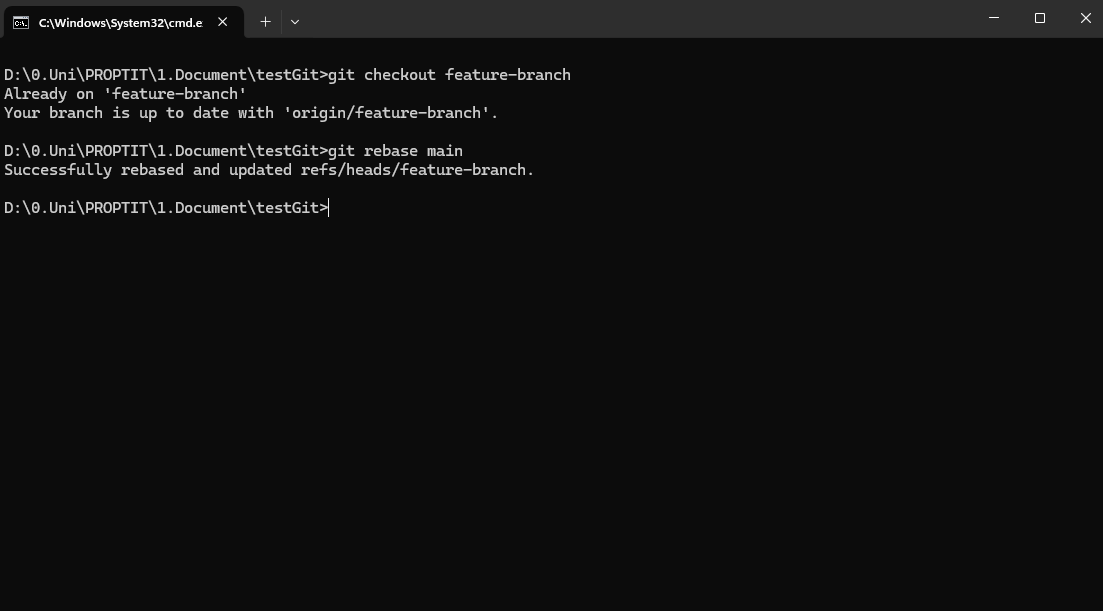 C:\Windows\System32\cmd.e
D:\0.Uni\PROPTIT\1.Document\testGit>git checkout feature-branch
Already on 'feature-branch'
Your branch is up to date with 'origin/feature-branch'.
D:\0.Uni\PROPTIT\1.Document\testGit>git rebase main
Successfully rebased and updated refs/heads/feature-branch.
D:\0.Uni\PROPTIT\1.Document\testGit>